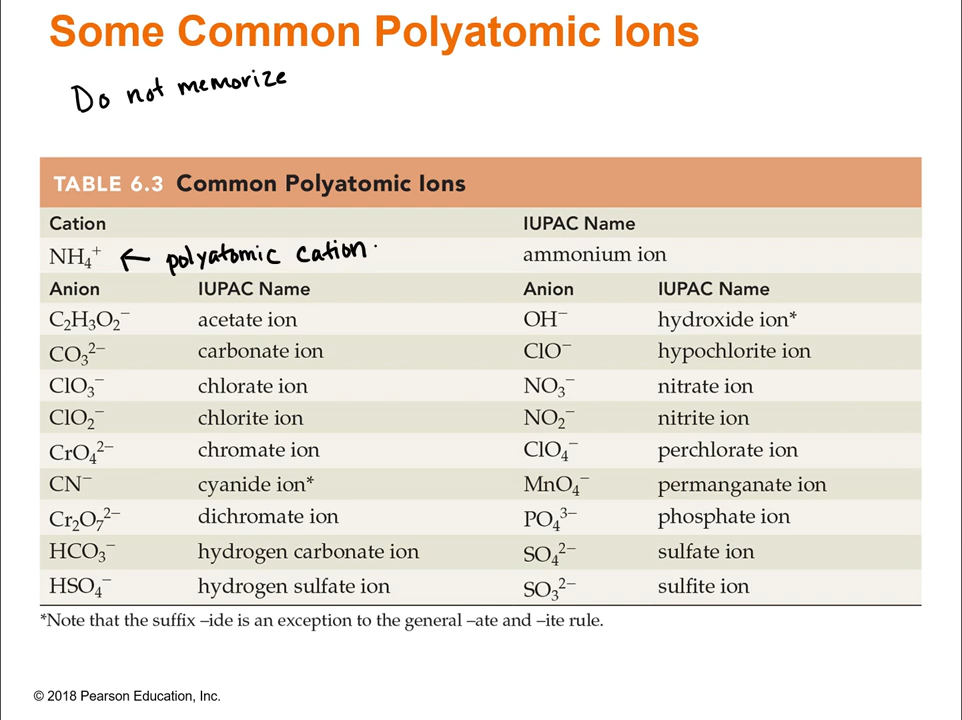 Some Common Polyatomic Ions
Do not memorize
TABLE 6.3 Common Polyatomic Ions
Cation IUPAC Name
NH₄⁺ ← polyatomic cation. ammonium ion
Anion IUPAC Name Anion IUPAC Name
C₂H₃O₂⁻ acetate ion OH⁻ hydroxide ion*
CO₃²⁻ carbonate ion ClO⁻ hypochlorite ion
ClO₃⁻ chlorate ion NO₃⁻ nitrate ion
ClO₂⁻ chlorite ion NO₂⁻ nitrite ion
CrO₄²⁻ chromate ion ClO₄⁻ perchlorate ion
CN⁻ cyanide ion* MnO₄⁻ permanganate ion
Cr₂O₇²⁻ dichromate ion PO₄³⁻ phosphate ion
HCO₃⁻ hydrogen carbonate ion SO₄²⁻ sulfate ion
HSO₄⁻ hydrogen sulfate ion SO₃²⁻ sulfite ion
*Note that the suffix –ide is an exception to the general –ate and –ite rule.
© 2018 Pearson Education, Inc.